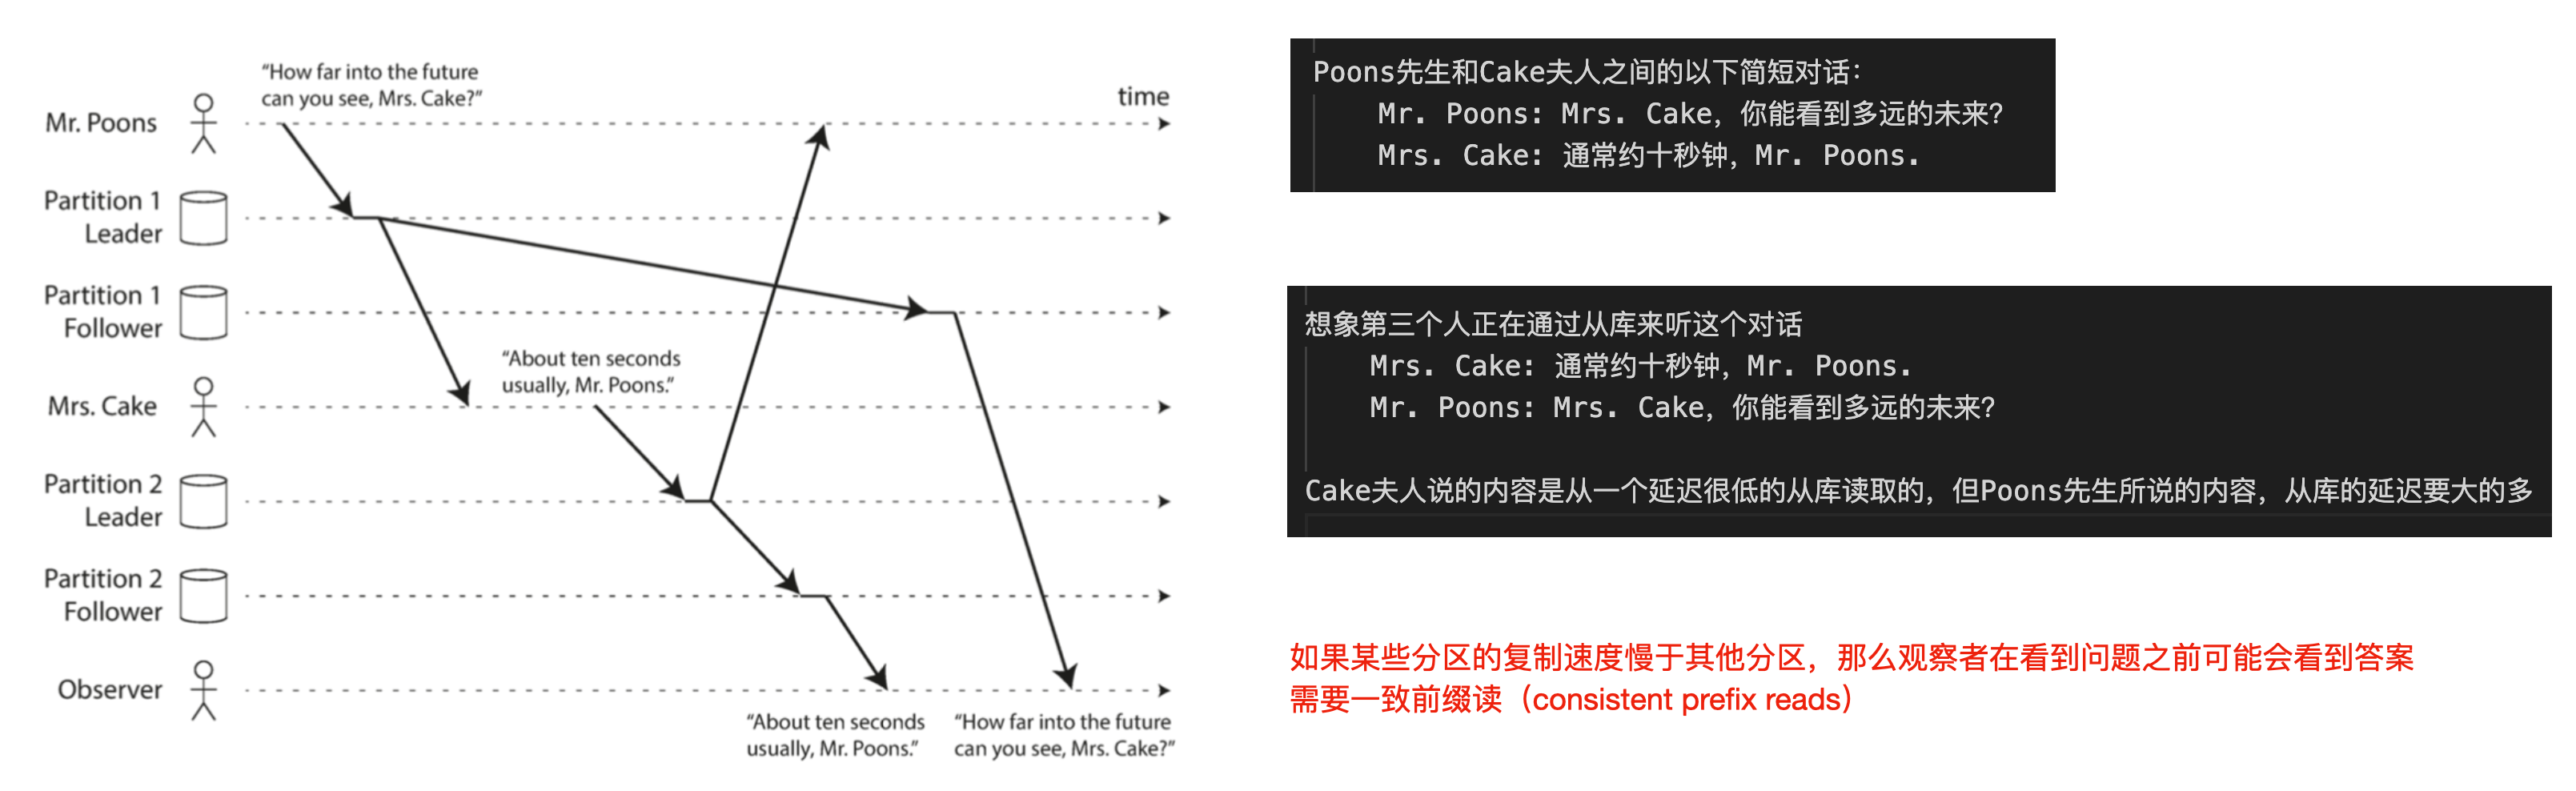 “How far into the future
can you see, Mrs. Cake?”
time
Mr. Poons
Partition 1
Leader
Partition 1
Follower
“About ten seconds
usually, Mr. Poons.”
Mrs. Cake
Partition 2
Leader
Partition 2
Follower
Observer
“About ten seconds
usually, Mr. Poons.”
“How far into the future
can you see, Mrs. Cake?”
Poons先生和Cake夫人之间的以下简短对话：
Mr. Poons: Mrs. Cake，你能看到多远的未来？
Mrs. Cake: 通常约十秒钟，Mr. Poons.
想象第三个人正在通过从库来听这个对话
Mrs. Cake: 通常约十秒钟，Mr. Poons.
Mr. Poons: Mrs. Cake，你能看到多远的未来？
Cake夫人说的内容是从一个延迟很低的从库读取的，但Poons先生所说的内容，从库的延迟要大的多
如果某些分区的复制速度慢于其他分区，那么观察者在看到问题之前可能会看到答案
需要一致前缀读（consistent prefix reads）